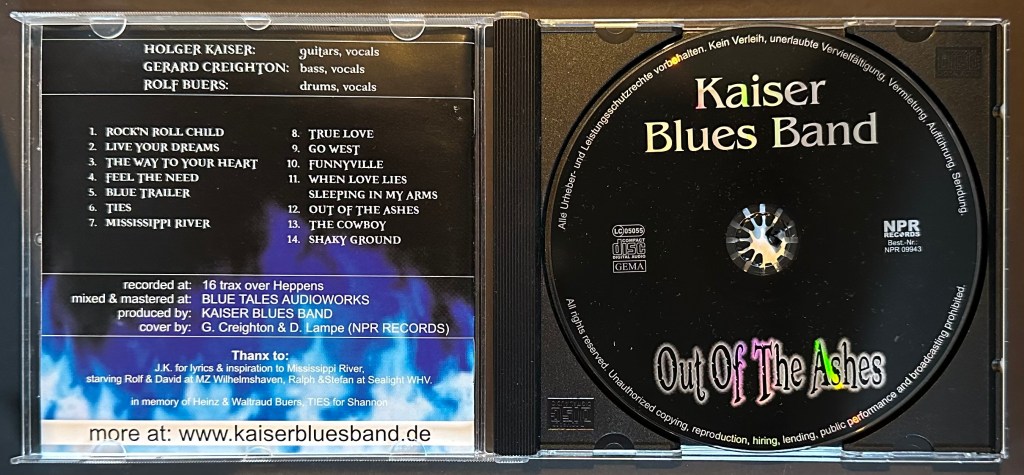 HOLGER KAISER: guitars, vocals
GERARD CREIGHTON: bass, vocals
ROLF BUERS: drums, vocals
1. ROCK'N ROLL CHILD
2. LIVE YOUR DREAMS
3. THE WAY TO YOUR HEART
4. FEEL THE NEED
5. BLUE TRAILER
6. TIES
7. MISSISSIPPI RIVER
8. TRUE LOVE
9. GO WEST
10. FUNNYVILLE
11. WHEN LOVE LIES
SLEEPING IN MY ARMS
12. OUT OF THE ASHES
13. THE COWBOY
14. SHAKY GROUND
recorded at: 16 trax over Heppens
mixed & mastered at: BLUE TALES AUDIOWORKS
produced by: KAISER BLUES BAND
cover by: G. Creighton & D. Lampe (NPR RECORDS)
Thanx to:
J.K. for lyrics & inspiration to Mississippi River,
starving Rolf & David at MZ Wilhelmshaven, Ralph &Stefan at Sealight WHV.
in memory of Heinz & Waltraud Buers, TIES for Shannon
more at: www.kaiserbluesband.de
Alle Urheber- und Leistungsschutzrechte vorbehalten. Kein Verleih, unerlaubte Vervielfältigung, Vermietung, Aufführung, Sendung.
Kaiser
Blues Band
LC 05055
COMPACT
disc
DIGITAL AUDIO
GEMA
NPR
RECORDS
Best.-Nr.:
NPR 09943
Out Of The Ashes
All rights reserved. Unauthorized copying, reproduction, hiring, lending, public performance and broadcasting prohibited.